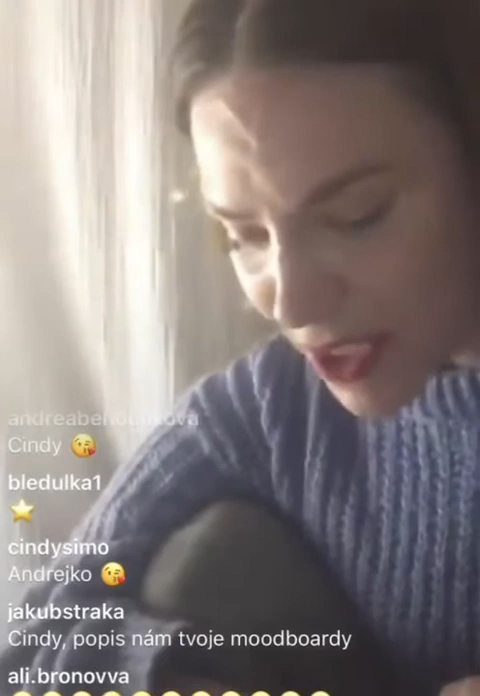 Cindy 😘
bledulka1
⭐
cindysimo
Andrejko 😘
jakubstraka
Cindy, popis nám tvoje moodboardy
ali.bronovva